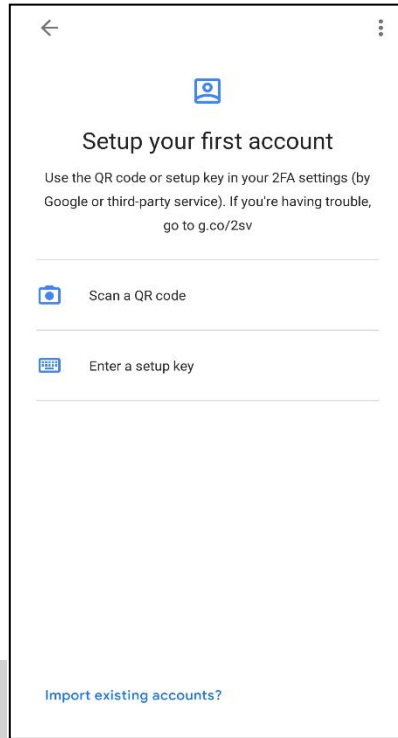 Setup your first account
Use the QR code or setup key in your 2FA settings (by
Google or third-party service). If you're having trouble,
go to g.co/2sv
Scan a QR code
Enter a setup key
Import existing accounts?